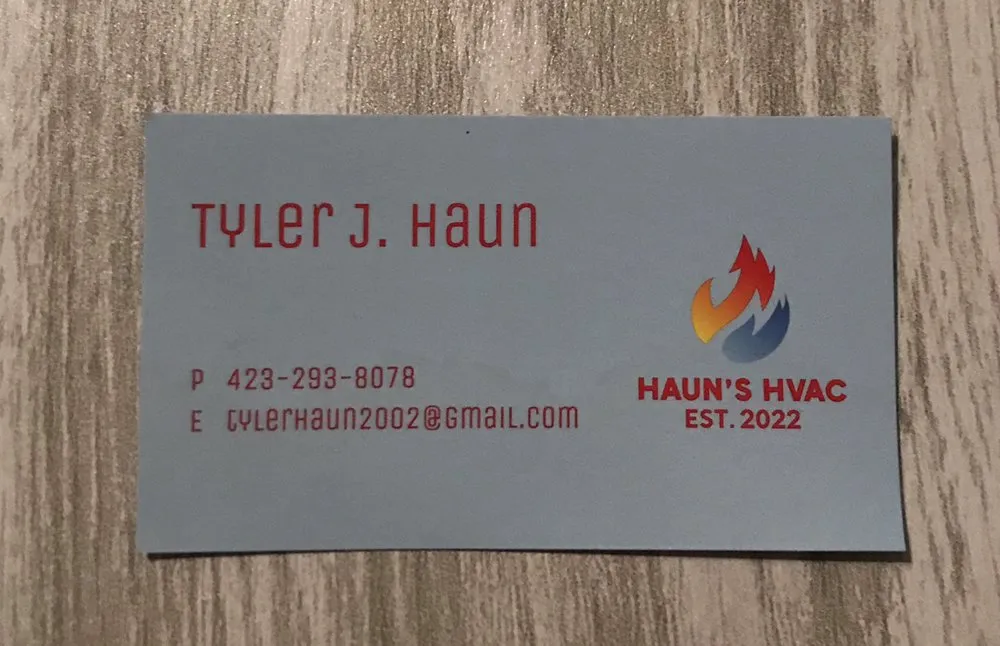 Tyler J. Haun
P 423-293-8078
E tylerhaun2002@gmail.com
HAUN'S HVAC
EST. 2022